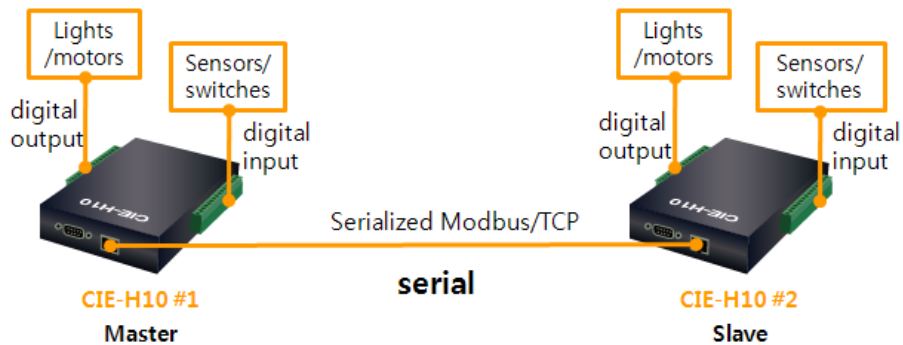 Lights
/motors
Sensors/
switches
digital
output
digital
input
CIE-H10
Lights
/motors
Sensors/
switches
digital
output
digital
input
CIE-H10
Serialized Modbus/TCP
serial
CIE-H10 #1
Master
CIE-H10 #2
Slave